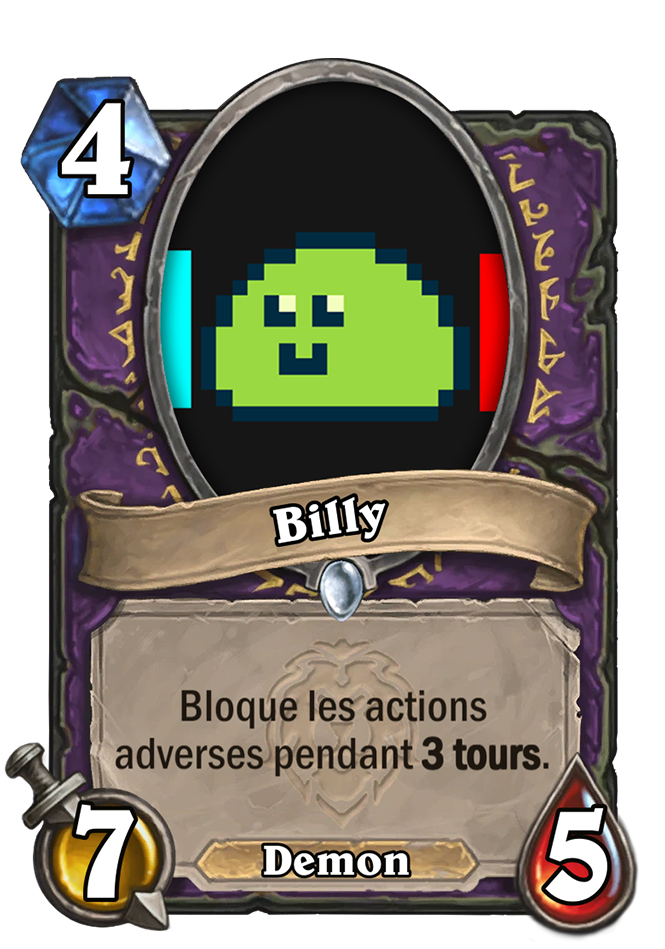 4
Billy
Bloque les actions
adverses pendant 3 tours.
7
Demon
5